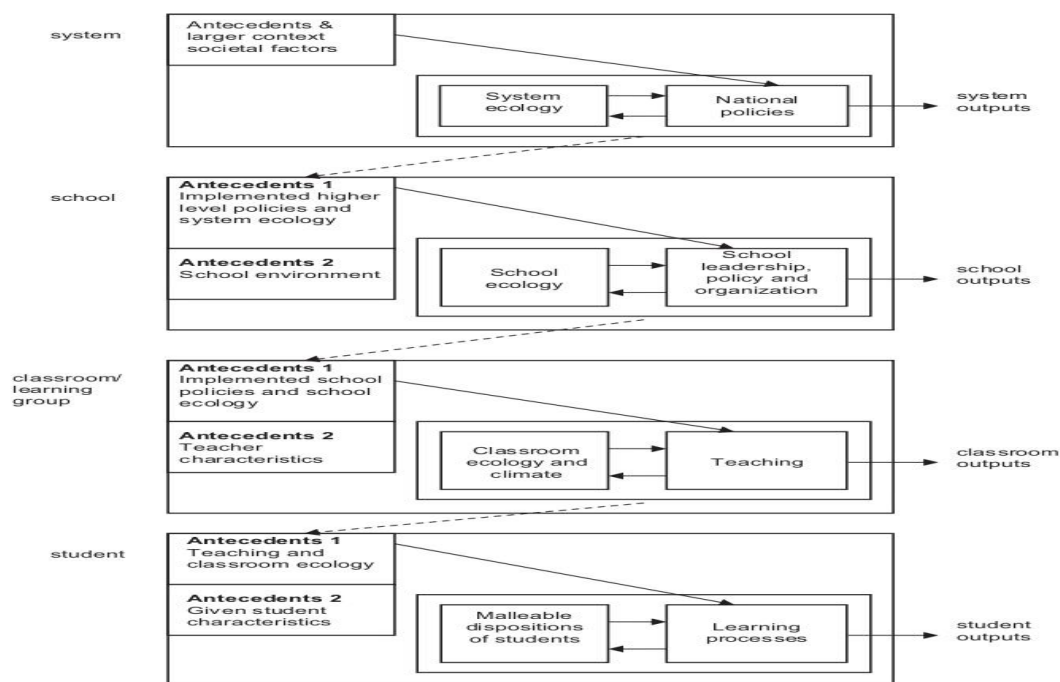 system
Antecedents &
larger context
societal factors
System
ecology
National
policies
system
outputs
school
Antecedents 1
Implemented higher
level policies and
system ecology
Antecedents 2
School environment
School
ecology
School
leadership,
policy and
organization
school
outputs
classroom/
learning
group
Antecedents 1
Implemented school
policies and school
ecology
Antecedents 2
Teacher
characteristics
Classroom
ecology and
climate
Teaching
classroom
outputs
student
Antecedents 1
Teaching and
classroom ecology
Antecedents 2
Given student
characteristics
Malleable
dispositions
of students
Learning
processes
student
outputs